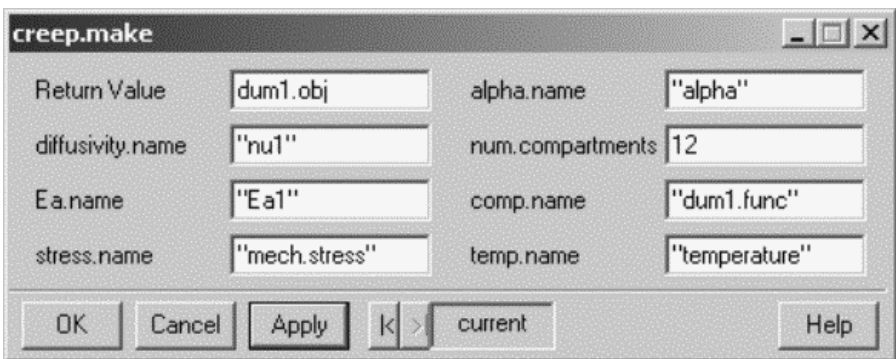 creep.make
Return Value dum1.obj alpha.name "alpha"
diffusivity.name "nu1" num.compartments 12
Ea.name "Ea1" comp.name "dum1.func"
stress.name "mech.stress" temp.name "temperature"
OK Cancel Apply current Help